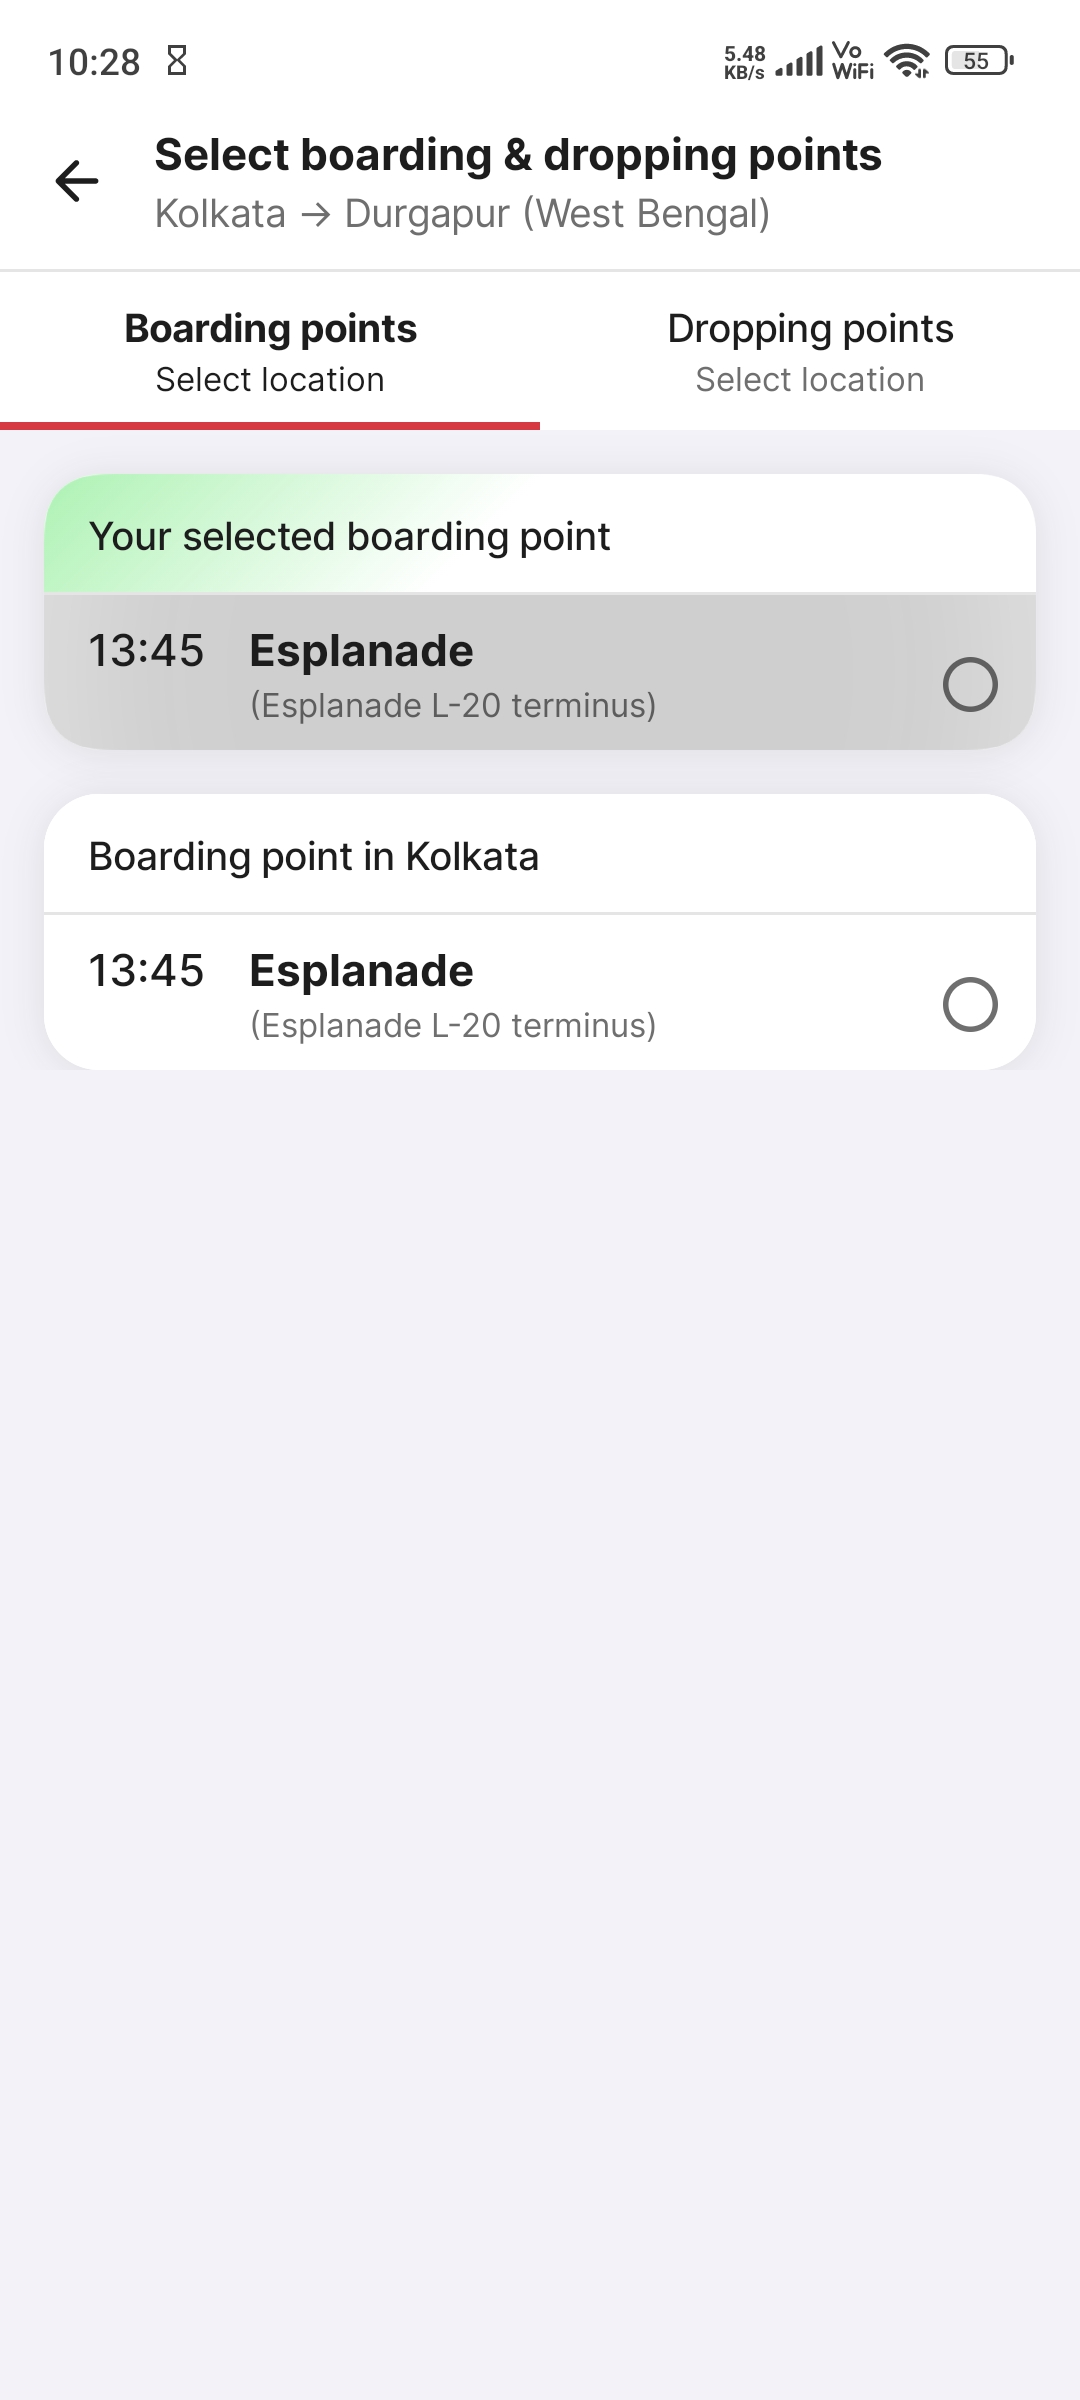 10:28
5.48 KB/s Vo WiFi 55
Select boarding & dropping points
Kolkata → Durgapur (West Bengal)
Boarding points
Select location
Dropping points
Select location
Your selected boarding point
13:45 Esplanade
(Esplanade L-20 terminus)
Boarding point in Kolkata
13:45 Esplanade
(Esplanade L-20 terminus)